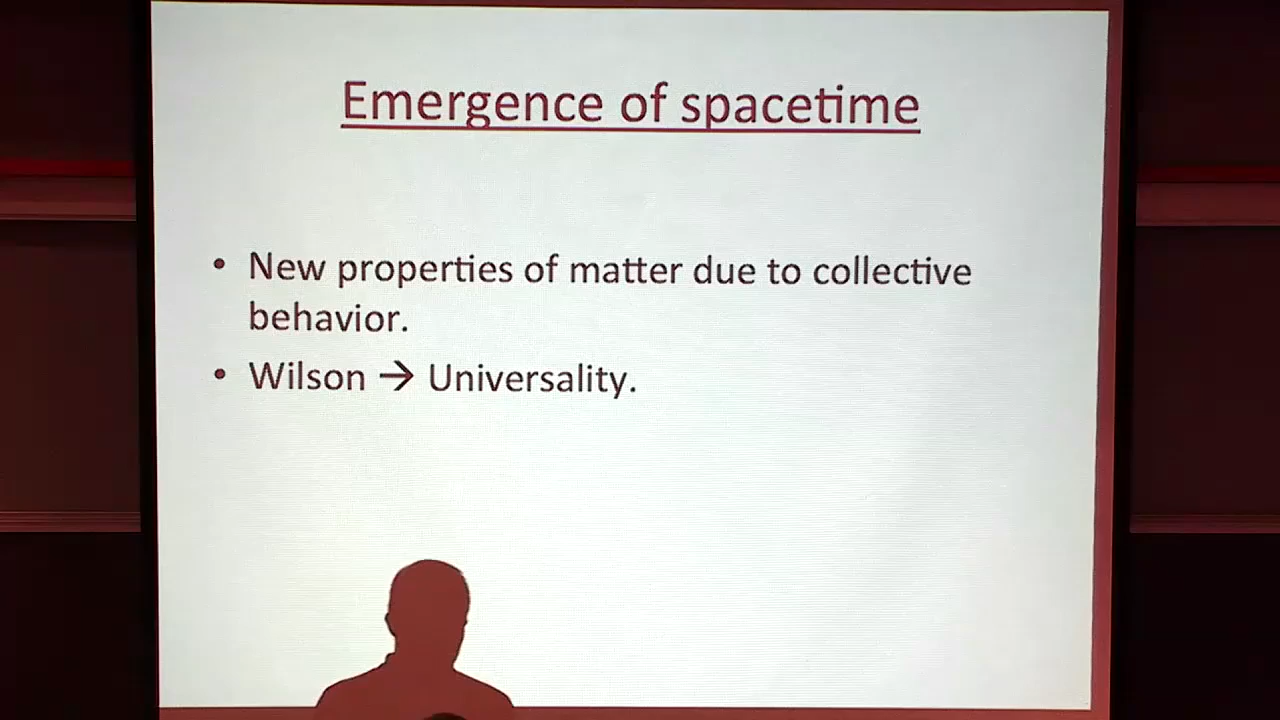 Emergence of spacetime
• New properties of matter due to collective
behavior.
• Wilson → Universality.